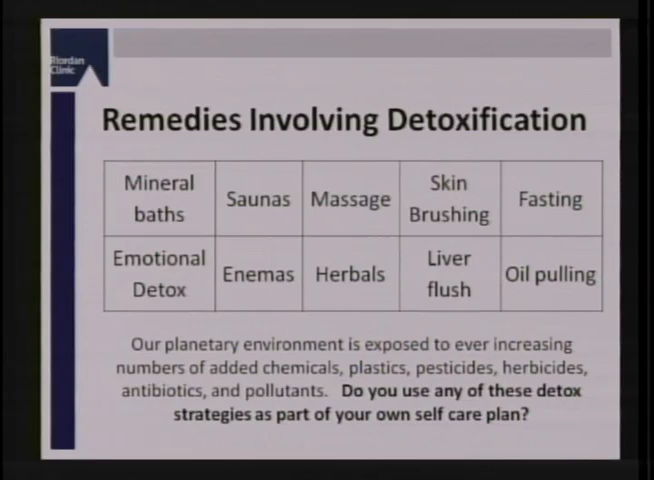 Riordan
Clinic
Remedies Involving Detoxification
Mineral baths
Saunas
Massage
Skin Brushing
Fasting
Emotional Detox
Enemas
Herbals
Liver flush
Oil pulling
Our planetary environment is exposed to ever increasing
numbers of added chemicals, plastics, pesticides, herbicides,
antibiotics, and pollutants. Do you use any of these detox
strategies as part of your own self care plan?